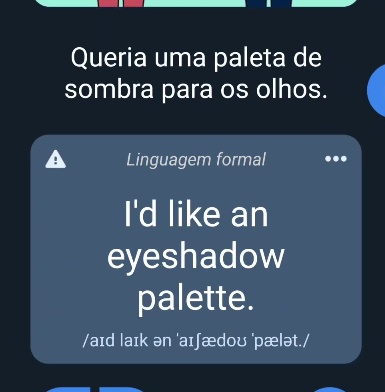 Queria uma paleta de
sombra para os olhos.
Linguagem formal
I'd like an
eyeshadow
palette.
/aɪd laɪk ən ˈaɪʃædoʊ ˈpælət./